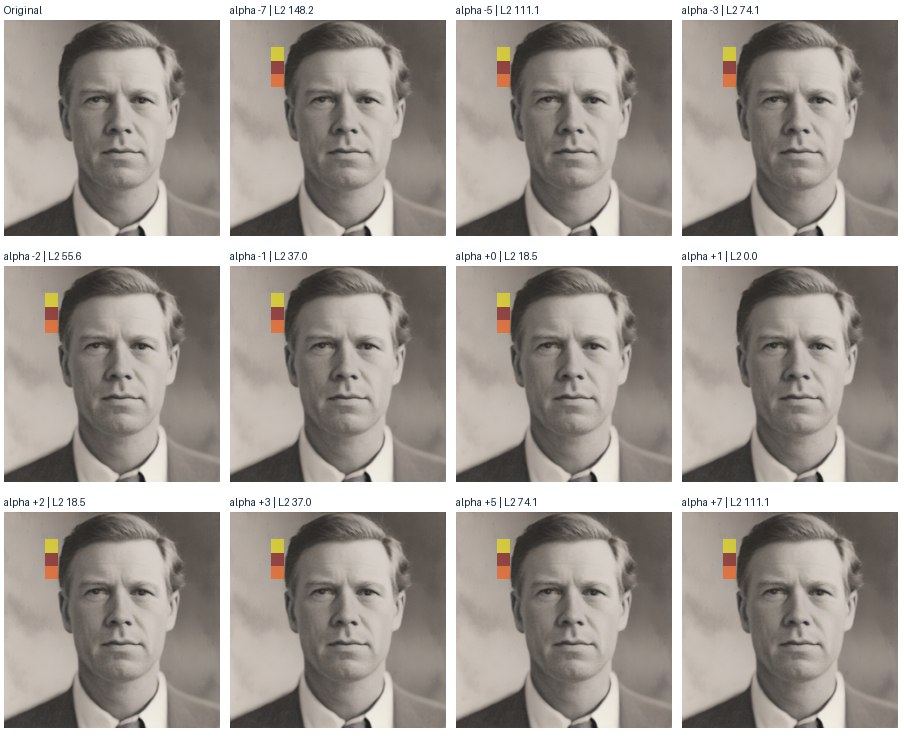 Original
alpha -7 | L2 148.2
alpha -5 | L2 111.1
alpha -3 | L2 74.1
alpha -2 | L2 55.6
alpha -1 | L2 37.0
alpha +0 | L2 18.5
alpha +1 | L2 0.0
alpha +2 | L2 18.5
alpha +3 | L2 37.0
alpha +5 | L2 74.1
alpha +7 | L2 111.1